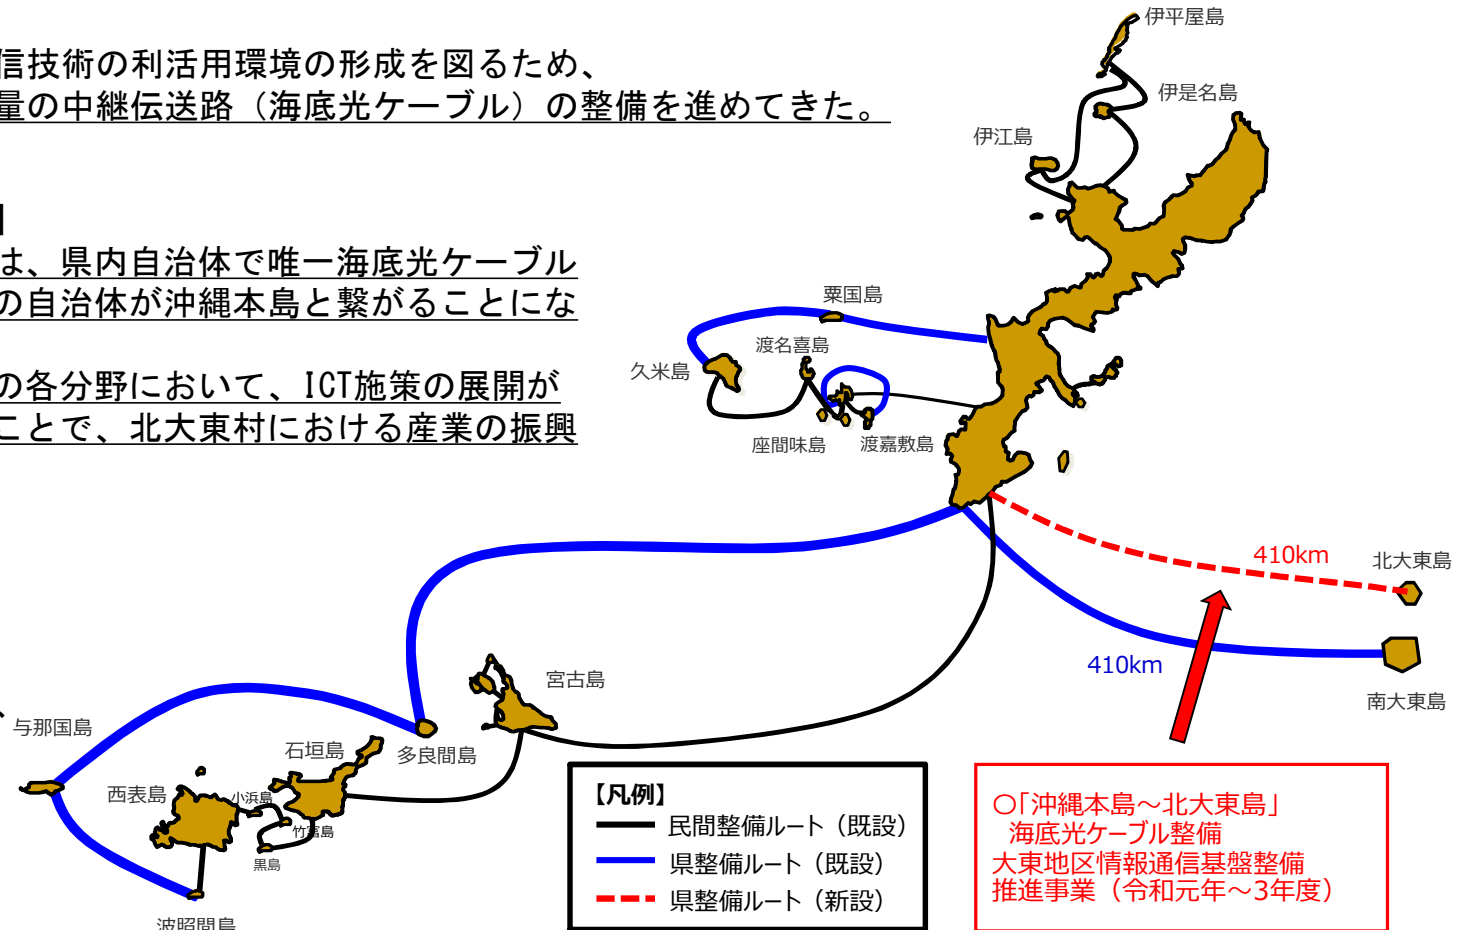 信技術の利活用環境の形成を図るため、
量の中継伝送路（海底光ケーブル）の整備を進めてきた。
は、県内自治体で唯一海底光ケーブル
の自治体が沖縄本島と繋がることにな
の各分野において、ICT施策の展開が
ことで、北大東村における産業の振興
伊平屋島
伊是名島
伊江島
粟国島
渡名喜島
久米島
座間味島
渡嘉敷島
410km
北大東島
410km
南大東島
宮古島
与那国島
石垣島
多良間島
西表島
小浜島
竹富島
黒島
波照間島
【凡例】
民間整備ルート（既設）
県整備ルート（既設）
県整備ルート（新設）
〇「沖縄本島～北大東島」
海底光ケーブル整備
大東地区情報通信基盤整備
推進事業（令和元年～3年度）